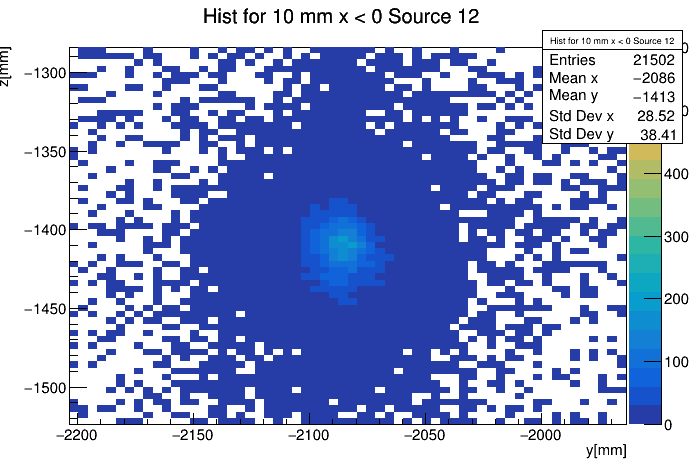 Hist for 10 mm x < 0 Source 12
z[mm]
Hist for 10 mm x < 0 Source 12
Entries 21502
Mean x −2086
Mean y −1413
Std Dev x 28.52
Std Dev y 38.41
−1300
−1350
−1400
−1450
−1500
400
300
200
100
0
−2200 −2150 −2100 −2050 −2000
y[mm]